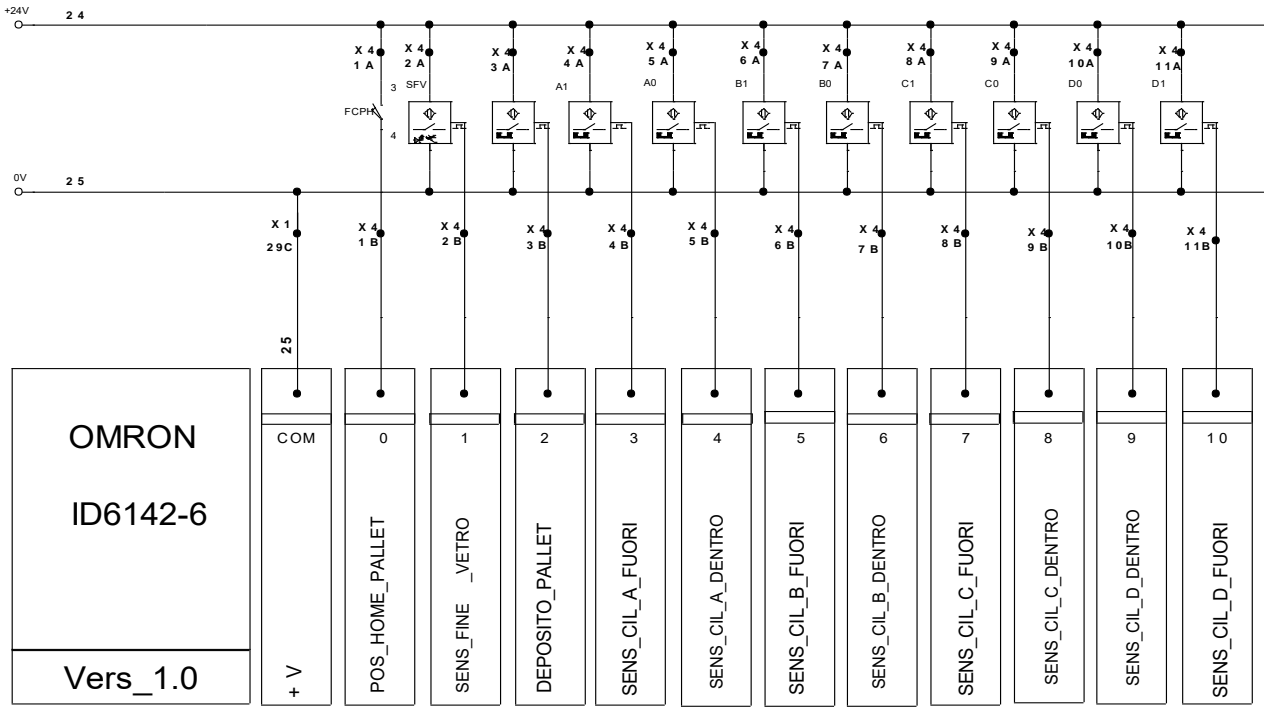 +24V
24
X4 X4 X4 X4 X4 X4 X4 X4 X4 X4 X4
1A 2A 3A 4A 5A 6A 7A 8A 9A 10A 11A
3 SFV A1 A0 B1 B0 C1 C0 D0 D1
FCPH
4
0V
25
X1 X4 X4 X4 X4 X4 X4 X4 X4 X4 X4 X4
29C 1B 2B 3B 4B 5B 6B 7B 8B 9B 10B 11B
25
OMRON
ID6142-6
Vers_1.0
COM 0 1 2 3 4 5 6 7 8 9 10
+ V
POS_HOME_PALLET
SENS_FINE _VETRO
DEPOSITO_PALLET
SENS_CIL_A_FUORI
SENS_CIL_A_DENTRO
SENS_CIL_B_FUORI
SENS_CIL_B_DENTRO
SENS_CIL_C_FUORI
SENS_CIL_C_DENTRO
SENS_CIL_D_DENTRO
SENS_CIL_D_FUORI